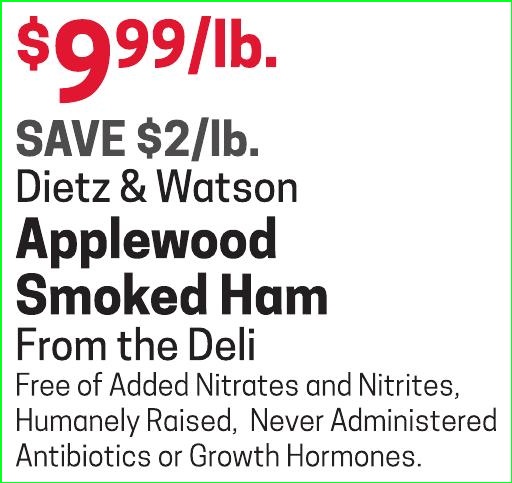 $9.99/lb.
SAVE $2/lb.
Dietz & Watson
Applewood
Smoked Ham
From the Deli
Free of Added Nitrates and Nitrites,
Humanely Raised, Never Administered
Antibiotics or Growth Hormones.